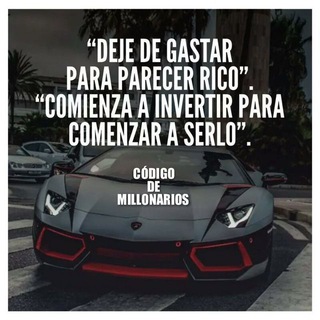 “DEJE DE GASTAR
PARA PARECER RICO”.
“COMIENZA A INVERTIR PARA
COMENZAR A SERLO”.
CÓDIGO
DE
MILLONARIOS